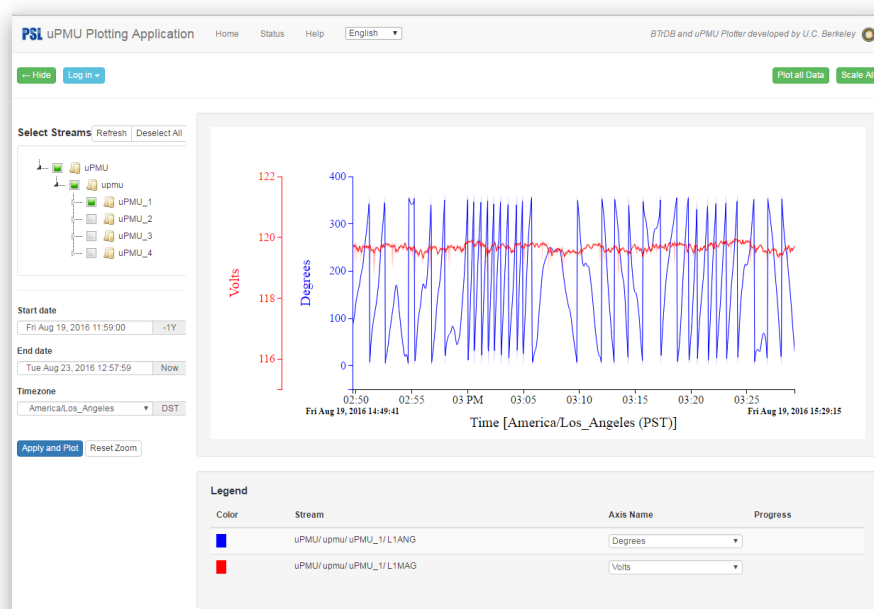 PSL uPMU Plotting Application Home Status Help English BTrDB and uPMU Plotter developed by U.C. Berkeley
← Hide Log in Plot all Data Scale All
Select Streams Refresh Deselect All
uPMU
upmu
uPMU_1
uPMU_2
uPMU_3
uPMU_4
Start date
Fri Aug 19, 2016 11:59:00 -1Y
End date
Tue Aug 23, 2016 12:57:59 Now
Timezone
America/Los_Angeles DST
Apply and Plot Reset Zoom
Volts
122
120
118
116
Degrees
400
300
200
100
0
02:50 02:55 03 PM 03:05 03:10 03:15 03:20 03:25
Fri Aug 19, 2016 14:49:41 Fri Aug 19, 2016 15:29:15
Time [America/Los_Angeles (PST)]
Legend
Color Stream Axis Name Progress
uPMU/ upmu/ uPMU_1/ L1ANG Degrees
uPMU/ upmu/ uPMU_1/ L1MAG Volts